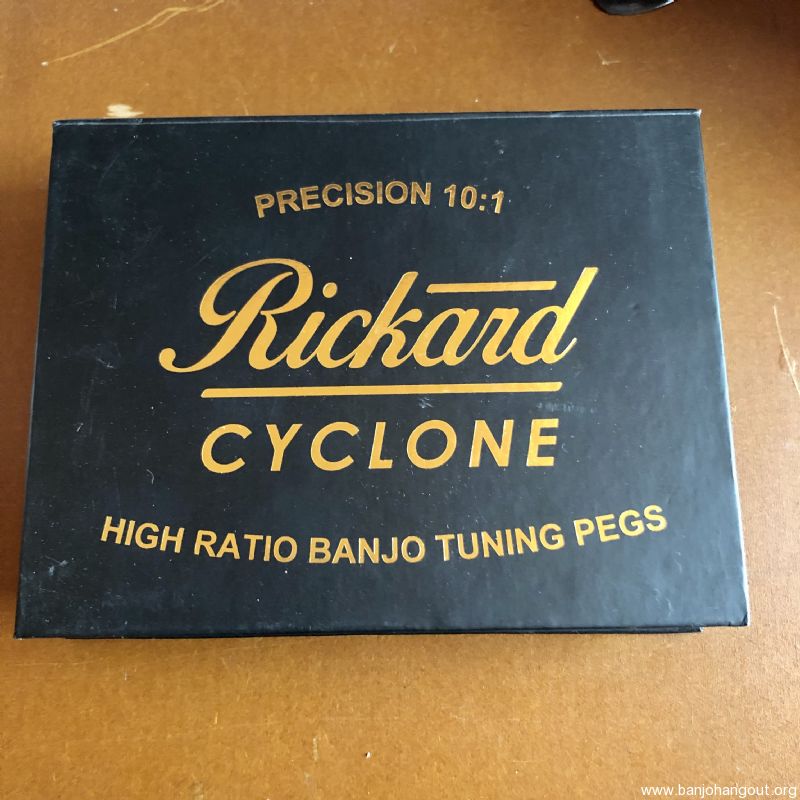 PRECISION 10:1
Rickard
CYCLONE
HIGH RATIO BANJO TUNING PEGS
www.banjohangout.org